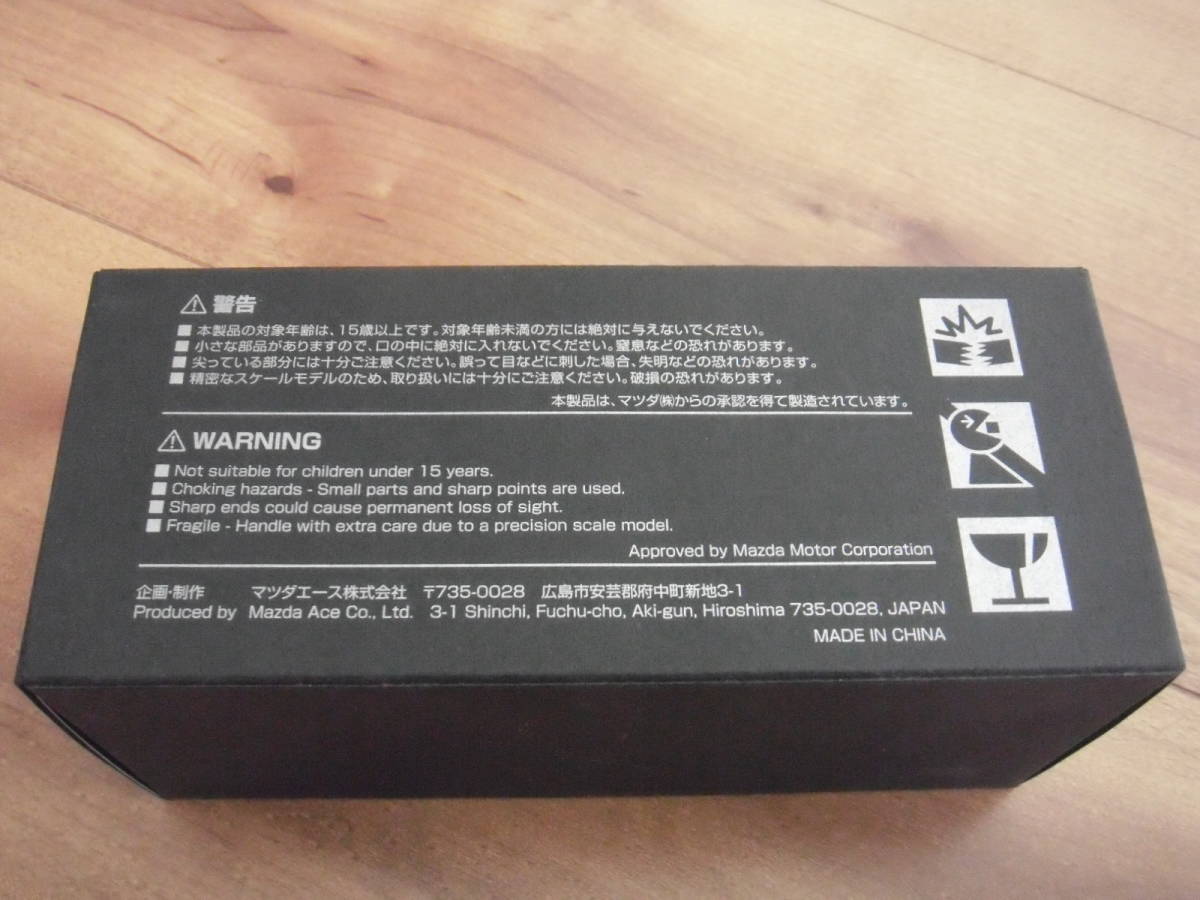 ⚠ 警告
■ 本製品の対象年齢は、15歳以上です。対象年齢未満の方には絶対に与えないでください。
■ 小さな部品がありますので、口の中に絶対に入れないでください。窒息などの恐れがあります。
■ 尖っている部分には十分ご注意ください。誤って目などに刺した場合、失明などの恐れがあります。
■ 精密なスケールモデルのため、取り扱いには十分にご注意ください。破損の恐れがあります。
本製品は、マツダ㈱からの承認を得て製造されています。
⚠ WARNING
■ Not suitable for children under 15 years.
■ Choking hazards - Small parts and sharp points are used.
■ Sharp ends could cause permanent loss of sight.
■ Fragile - Handle with extra care due to a precision scale model.
Approved by Mazda Motor Corporation
企画・制作 マツダエース株式会社 〒735-0028 広島市安芸郡府中町新地3-1
Produced by Mazda Ace Co., Ltd. 3-1 Shinchi, Fuchu-cho, Aki-gun, Hiroshima 735-0028, JAPAN
MADE IN CHINA